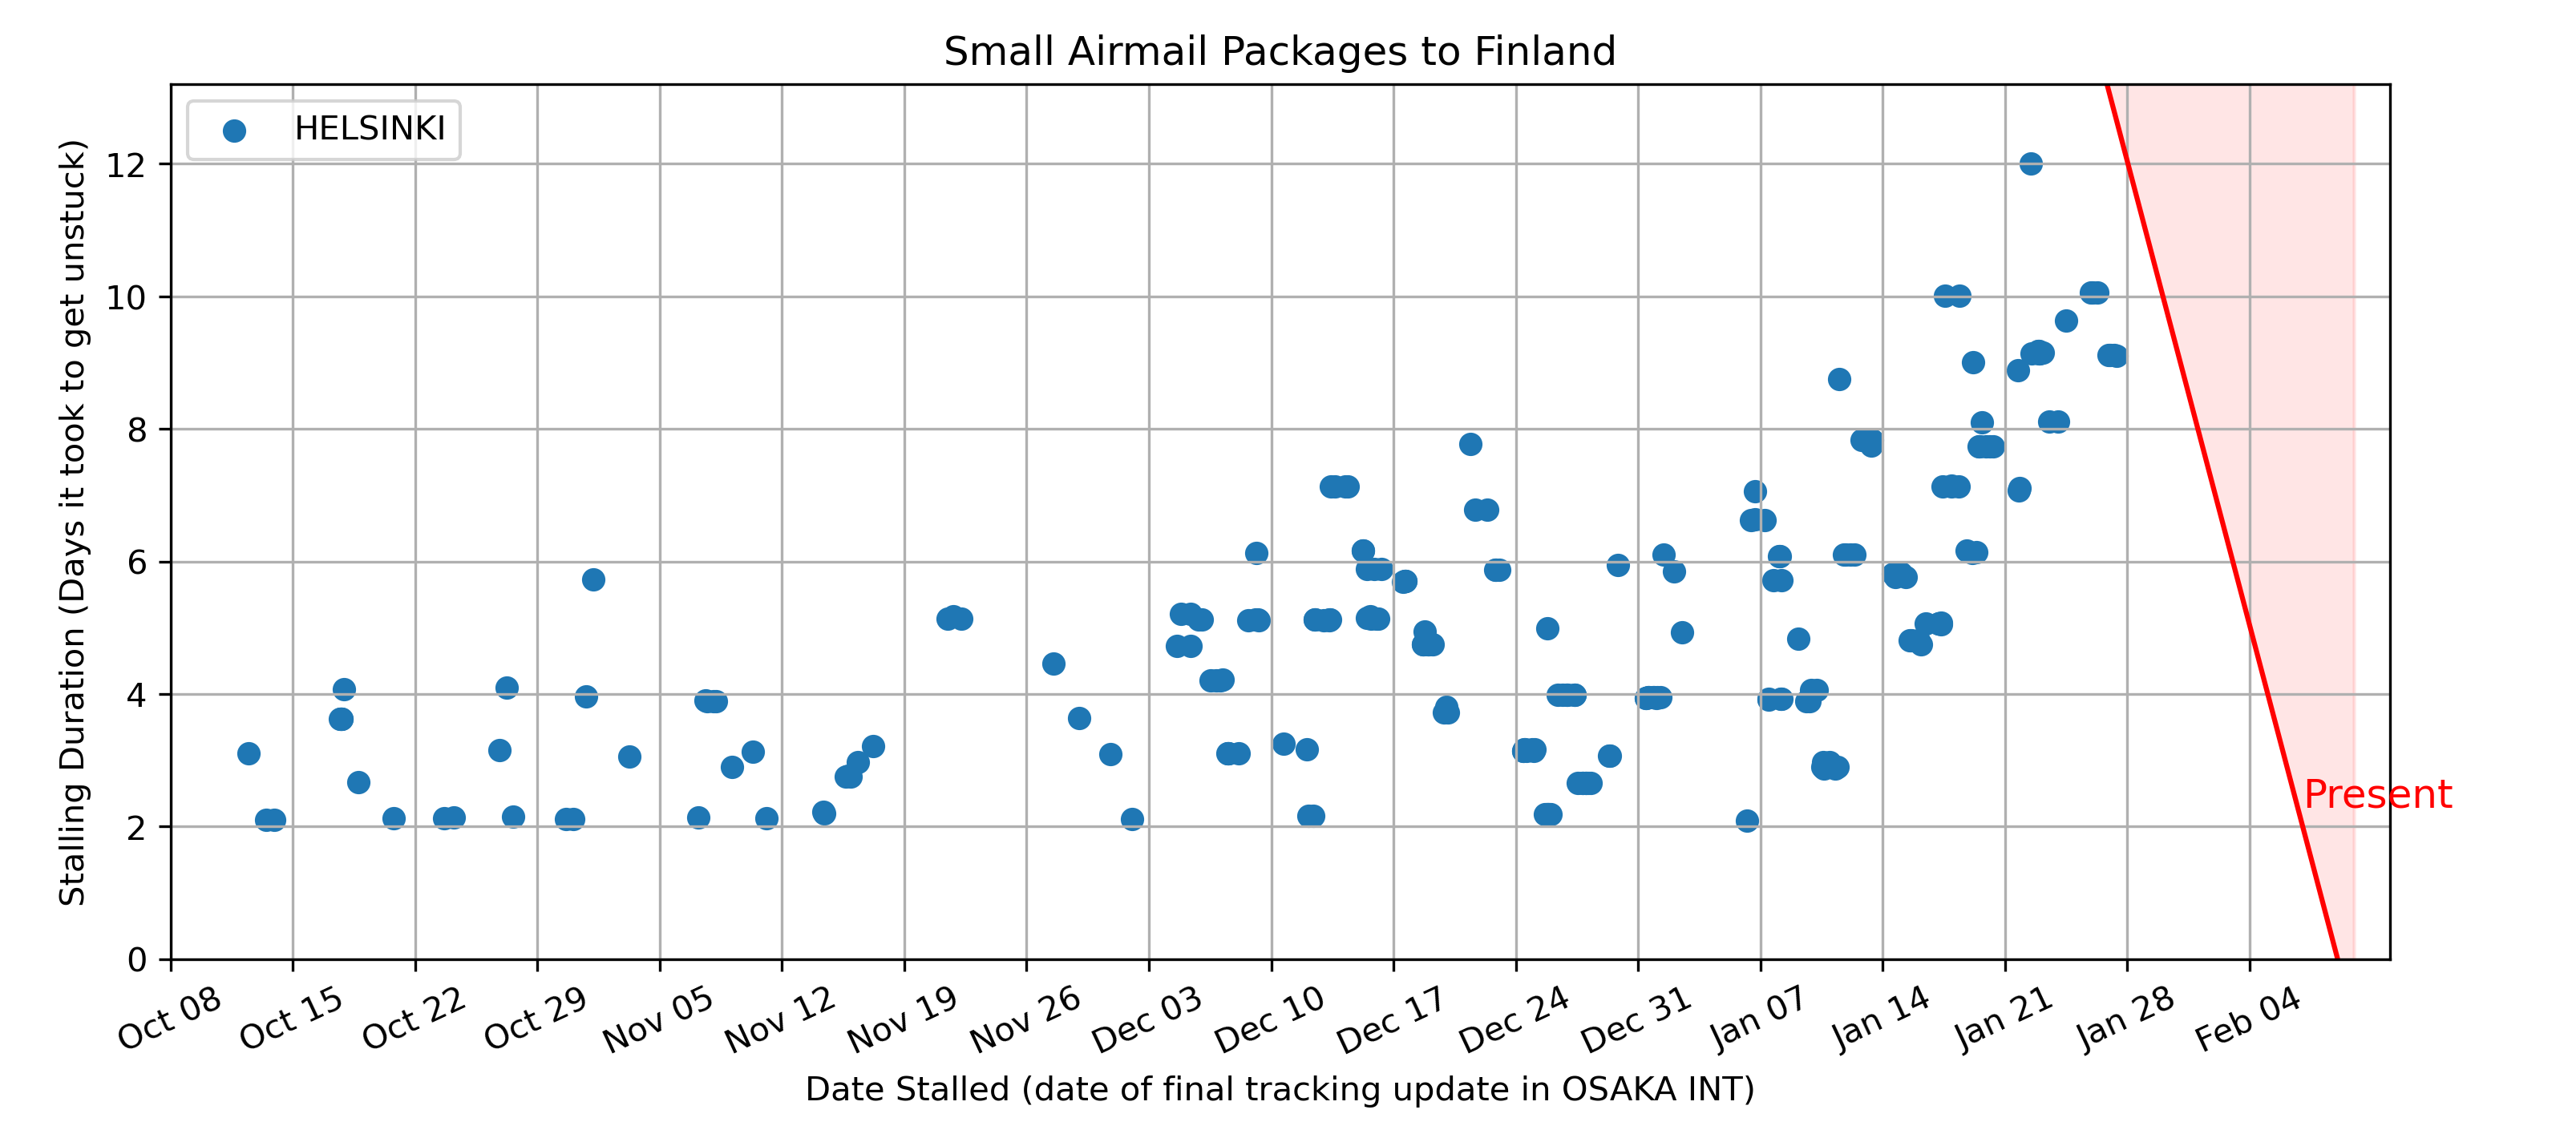 Small Airmail Packages to Finland
HELSINKI
Stalling Duration (Days it took to get unstuck)
12
10
8
6
4
2
0
Present
Oct 08
Oct 15
Oct 22
Oct 29
Nov 05
Nov 12
Nov 19
Nov 26
Dec 03
Dec 10
Dec 17
Dec 24
Dec 31
Jan 07
Jan 14
Jan 21
Jan 28
Feb 04
Date Stalled (date of final tracking update in OSAKA INT)